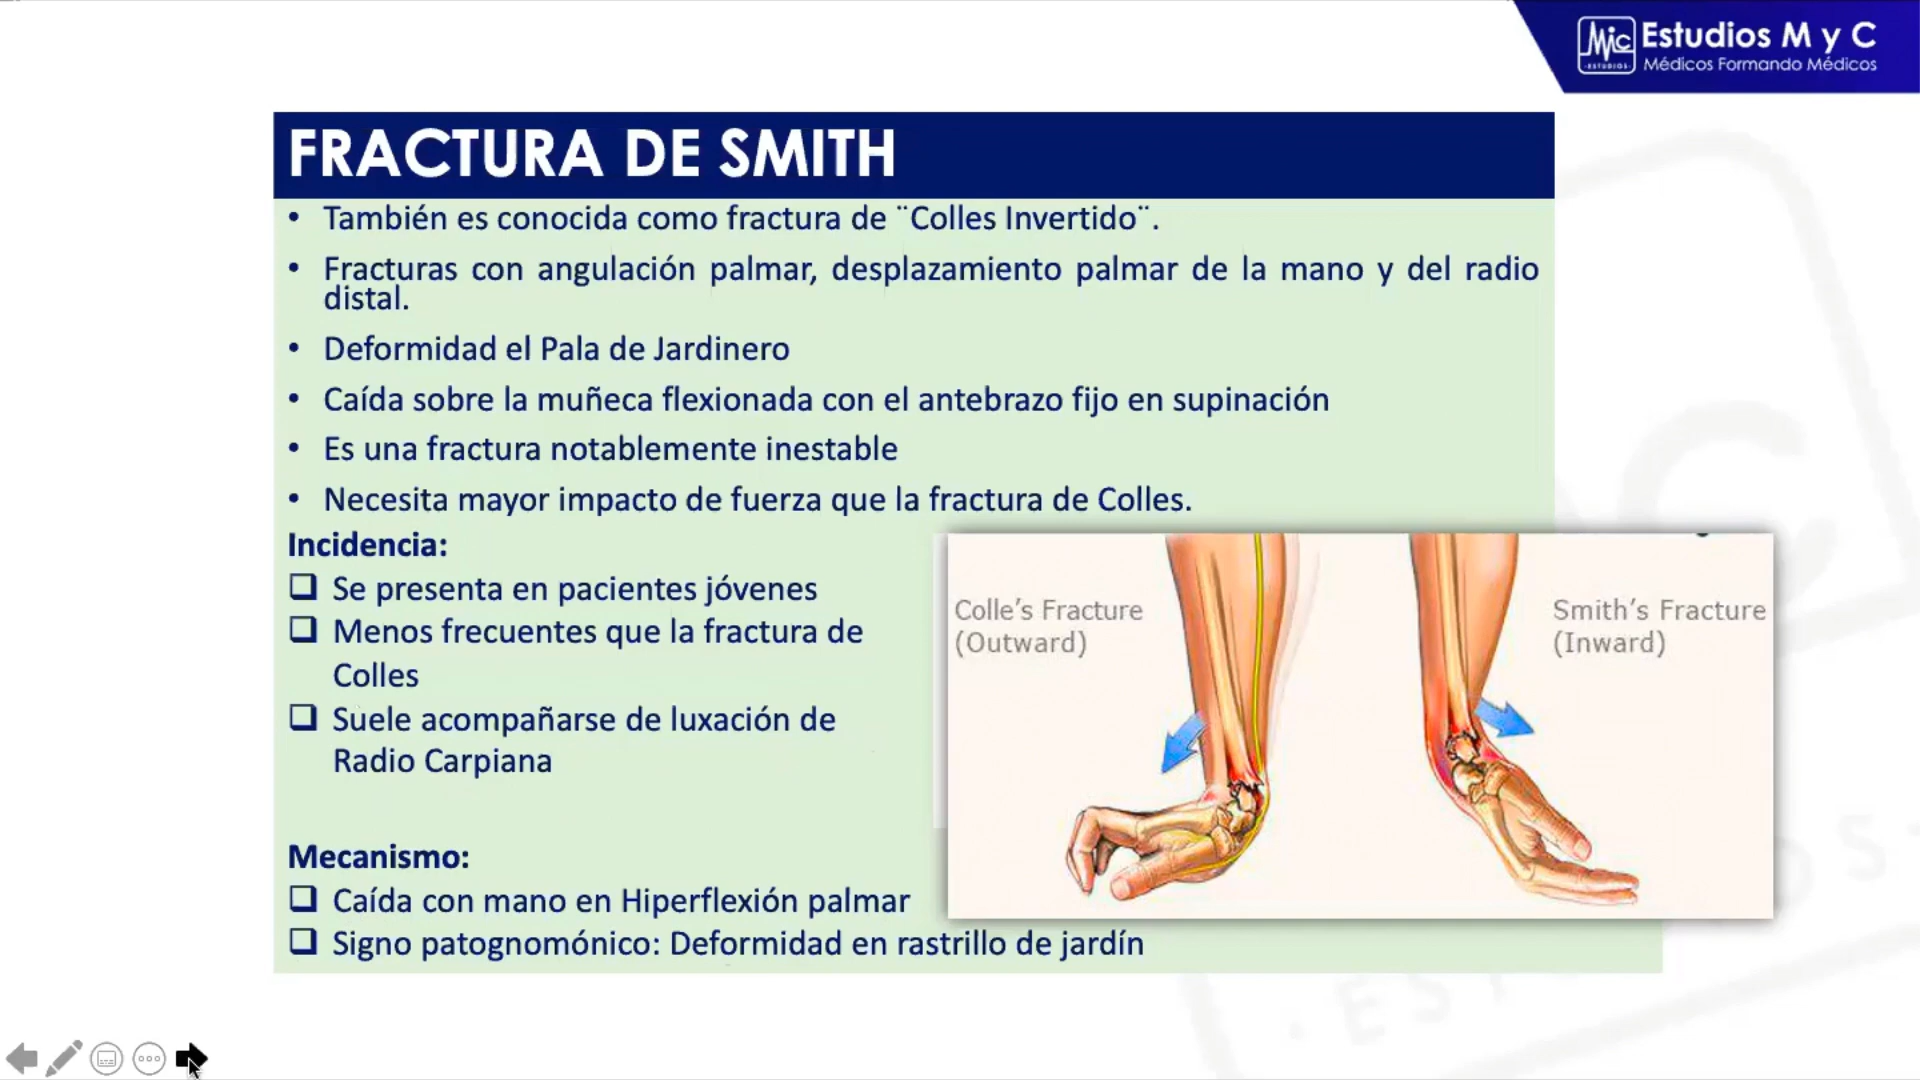 Estudios M y C
Médicos Formando Médicos
MyC
·ESTUDIOS·
FRACTURA DE SMITH
• También es conocida como fractura de ¨Colles Invertido¨.
• Fracturas con angulación palmar, desplazamiento palmar de la mano y del radio
distal.
• Deformidad el Pala de Jardinero
• Caída sobre la muñeca flexionada con el antebrazo fijo en supinación
• Es una fractura notablemente inestable
• Necesita mayor impacto de fuerza que la fractura de Colles.
Incidencia:
❑ Se presenta en pacientes jóvenes
❑ Menos frecuentes que la fractura de
Colles
❑ Suele acompañarse de luxación de
Radio Carpiana
Mecanismo:
❑ Caída con mano en Hiperflexión palmar
❑ Signo patognomónico: Deformidad en rastrillo de jardín
Colle's Fracture
(Outward)
Smith's Fracture
(Inward)